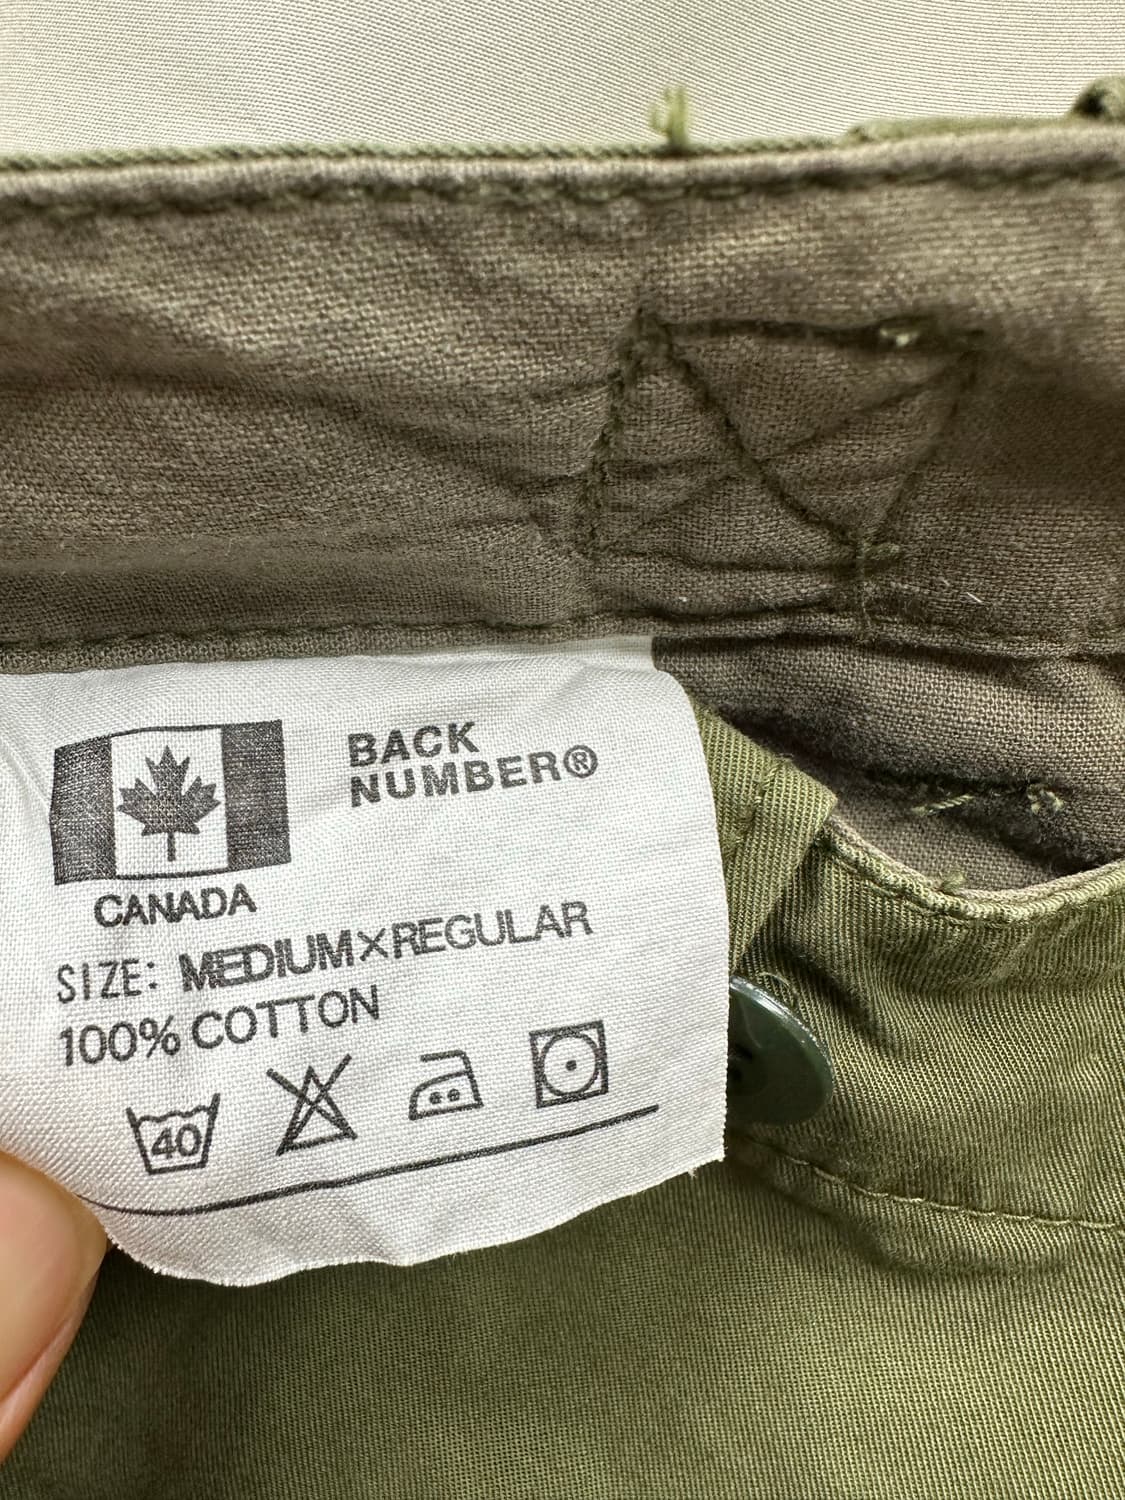 BACK
NUMBER®
CANADA
SIZE: MEDIUM×REGULAR
100% COTTON
40